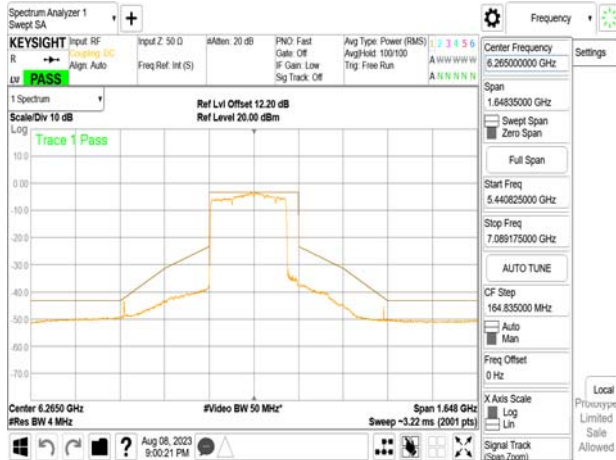 Spectrum Analyzer 1
Swept SA
+
Frequency
KEYSIGHT
R
LVI PASS
Input: RF
Coupling: DC
Align: Auto
Input Z: 50 Ω
Freq Ref: Int (S)
#Atten: 20 dB
PNO: Fast
Gate: Off
IF Gain: Low
Sig Track: Off
Avg Type: Power (RMS)
Avg|Hold: 100/100
Trig: Free Run
1 2 3 4 5 6
A W W W W W
A N N N N N
1 Spectrum
Scale/Div 10 dB
Ref Lvl Offset 12.20 dB
Ref Level 20.00 dBm
Log
Trace 1 Pass
10.0
0.00
-10.0
-20.0
-30.0
-40.0
-50.0
-60.0
-70.0
Center 6.2650 GHz
#Res BW 4 MHz
#Video BW 50 MHz*
Span 1.648 GHz
Sweep ~3.22 ms (2001 pts)
Aug 08, 2023
9:00:21 PM
Center Frequency
6.265000000 GHz
Settings
Span
1.64835000 GHz
Swept Span
Zero Span
Full Span
Start Freq
5.440825000 GHz
Stop Freq
7.089175000 GHz
AUTO TUNE
CF Step
164.835000 MHz
Auto
Man
Freq Offset
0 Hz
X Axis Scale
Log
Lin
Signal Track
(Span Zoom)
Local
Prototype
Limited
Sale
Allowed